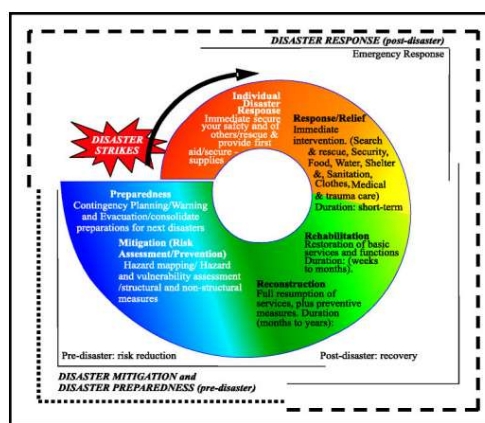 DISASTER RESPONSE (post-disaster)
Emergency Response
DISASTER
STRIKES
Individual
Disaster
Response
Immediate secure
your safety and of
others/rescue &
provide first
aid/secure -
supplies
Response/Relief
Immediate
intervention. (Search
& rescue, Security,
Food, Water, Shelter
&, Sanitation,
Clothes, Medical
& trauma care)
Duration: short-term
Preparedness
Contingency Planning/Warning
and Evacuation/consolidate
preparations for next disasters
Mitigation (Risk
Assessment/Prevention)
Hazard mapping/ Hazard
and vulnerability assessment
/structural and non-structural
measures
Rehabilitation
Restoration of basic
services and functions
Duration: (weeks
to months).
Reconstruction
Full resumption of
services, plus preventive
measures. Duration
(months to years):
Pre-disaster: risk reduction
Post-disaster: recovery
DISASTER MITIGATION and
DISASTER PREPAREDNESS (pre-disaster)